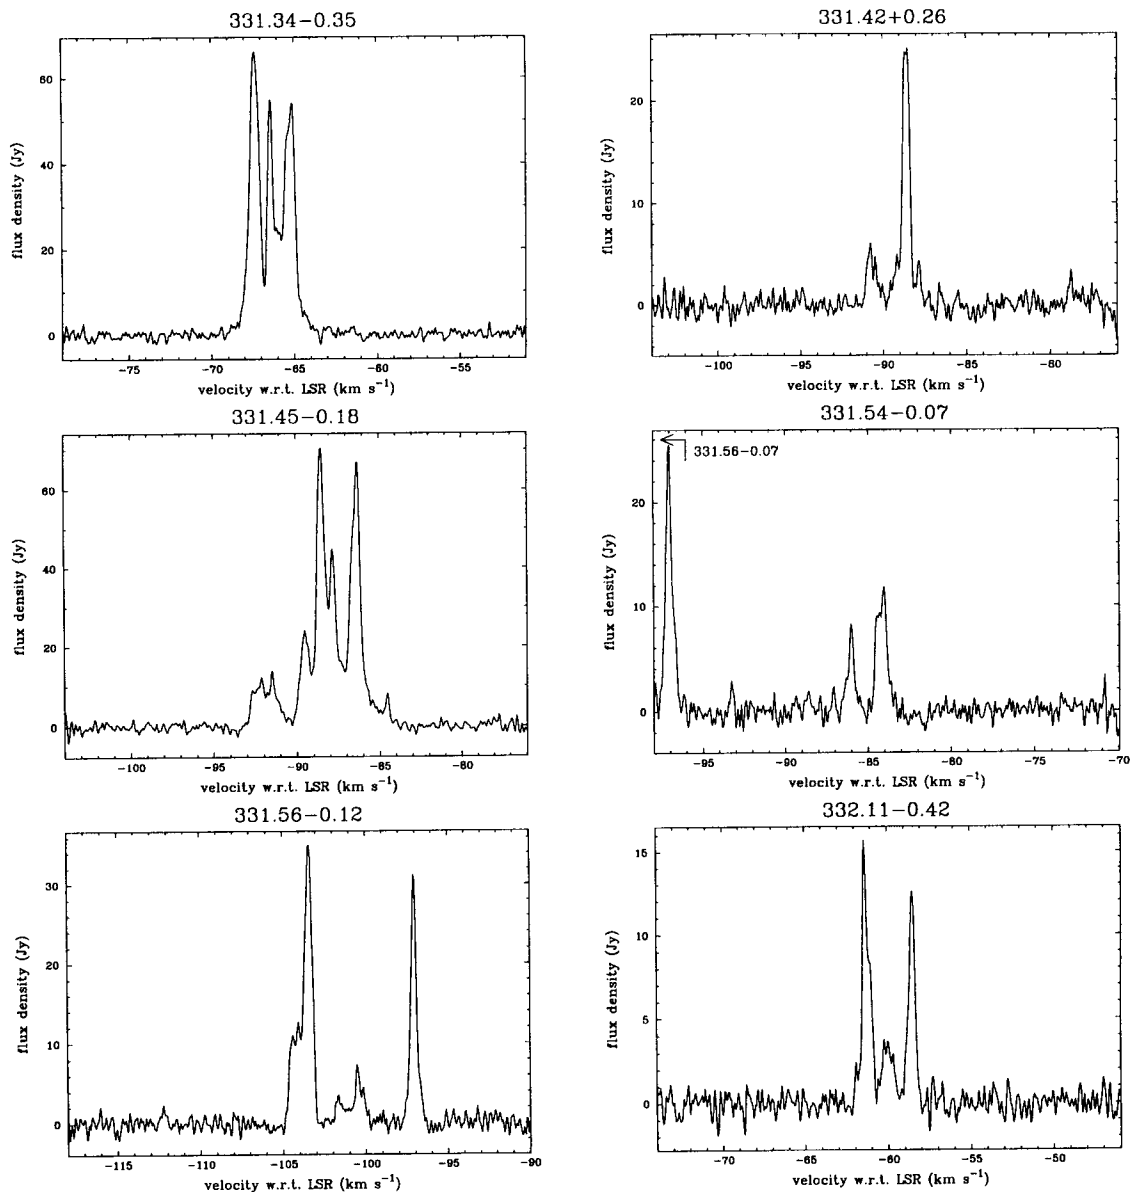 331.34−0.35
60
40
20
0
flux density (Jy)
−75 −70 −65 −60 −55
velocity w.r.t. LSR (km s⁻¹)
331.42+0.26
20
10
0
flux density (Jy)
−100 −95 −90 −85 −80
velocity w.r.t. LSR (km s⁻¹)
331.45−0.18
60
40
20
0
flux density (Jy)
−100 −95 −90 −85 −80
velocity w.r.t. LSR (km s⁻¹)
331.54−0.07
331.56−0.07
20
10
0
flux density (Jy)
−95 −90 −85 −80 −75 −70
velocity w.r.t. LSR (km s⁻¹)
331.56−0.12
30
20
10
0
flux density (Jy)
−115 −110 −105 −100 −95 −90
velocity w.r.t. LSR (km s⁻¹)
332.11−0.42
15
10
5
0
flux density (Jy)
−70 −65 −60 −55 −50
velocity w.r.t. LSR (km s⁻¹)